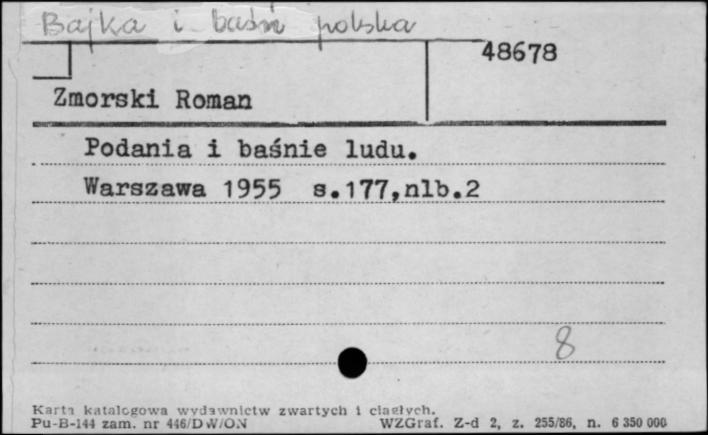 Bajka i baśń polska
48678
Zmorski Roman
Podania i baśnie ludu.
Warszawa 1955 s.177,nlb.2
8
Karta katalogowa wydawnictw zwartych i ciągłych.
Pu-B-144 zam. nr 446/DW/ON WZGraf. Z-d 2, z. 255/86, n. 6 350 000